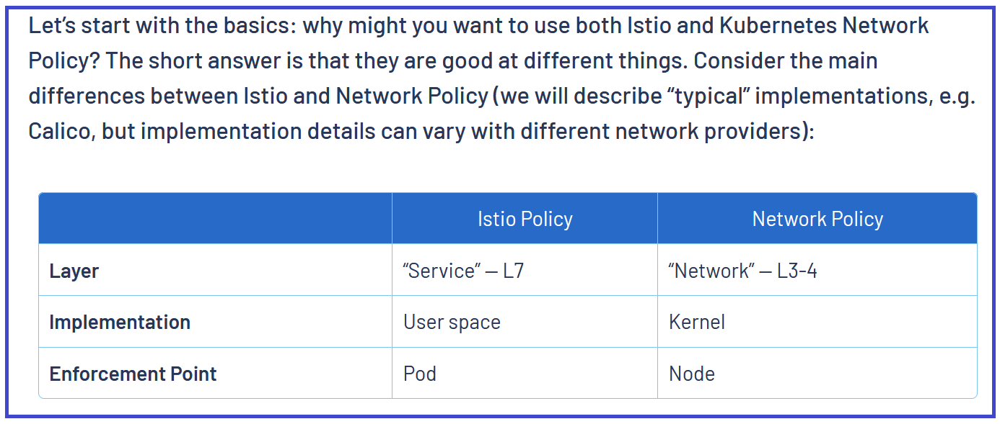 Let’s start with the basics: why might you want to use both Istio and Kubernetes Network
Policy? The short answer is that they are good at different things. Consider the main
differences between Istio and Network Policy (we will describe “typical” implementations, e.g.
Calico, but implementation details can vary with different network providers):
Istio Policy Network Policy
Layer “Service” — L7 “Network” — L3-4
Implementation User space Kernel
Enforcement Point Pod Node